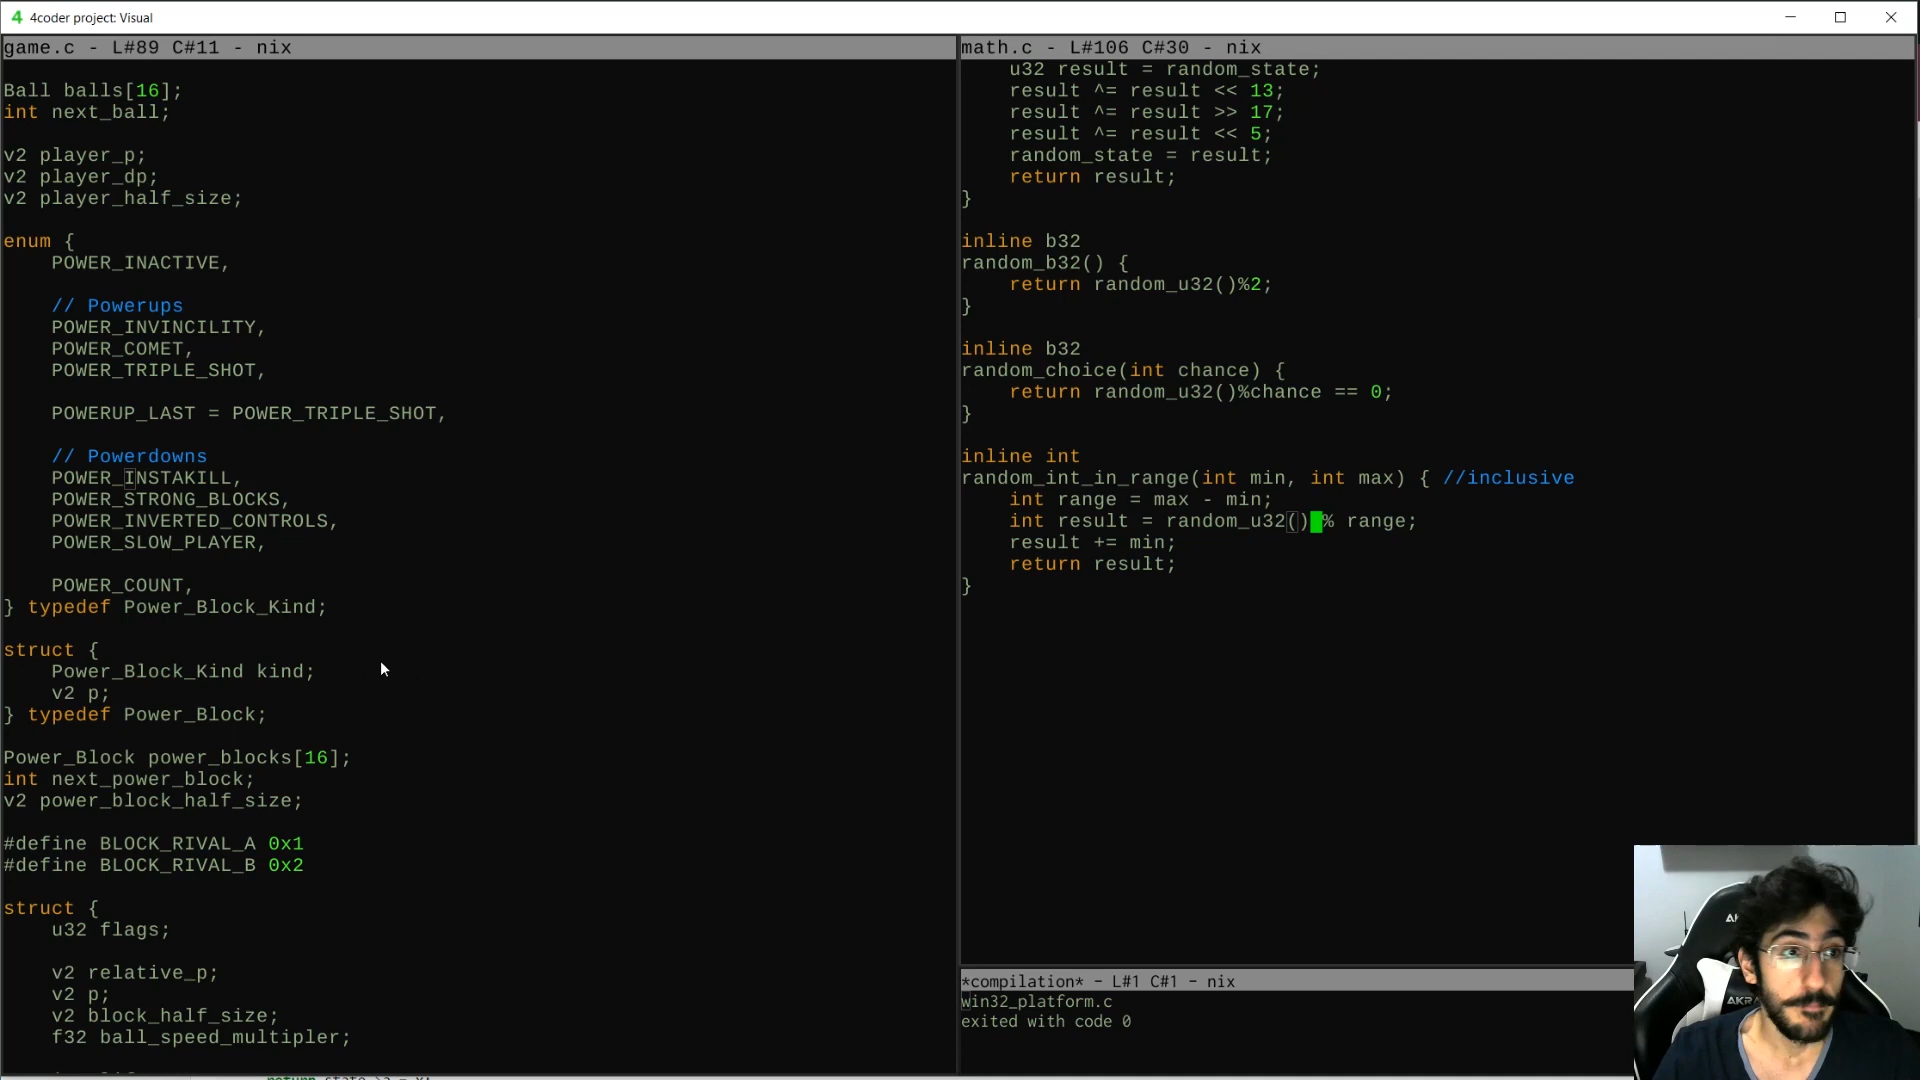 4 4coder project: Visual
game.c - L#89 C#11 - nix
Ball balls[16];
int next_ball;
v2 player_p;
v2 player_dp;
v2 player_half_size;
enum {
POWER_INACTIVE,
// Powerups
POWER_INVINCILITY,
POWER_COMET,
POWER_TRIPLE_SHOT,
POWERUP_LAST = POWER_TRIPLE_SHOT,
// Powerdowns
POWER_INSTAKILL,
POWER_STRONG_BLOCKS,
POWER_INVERTED_CONTROLS,
POWER_SLOW_PLAYER,
POWER_COUNT,
} typedef Power_Block_Kind;
struct {
Power_Block_Kind kind;
v2 p;
} typedef Power_Block;
Power_Block power_blocks[16];
int next_power_block;
v2 power_block_half_size;
#define BLOCK_RIVAL_A 0x1
#define BLOCK_RIVAL_B 0x2
struct {
u32 flags;
v2 relative_p;
v2 p;
v2 block_half_size;
f32 ball_speed_multipler;
math.c - L#106 C#30 - nix
u32 result = random_state;
result ^= result << 13;
result ^= result >> 17;
result ^= result << 5;
random_state = result;
return result;
}
inline b32
random_b32() {
return random_u32()%2;
}
inline b32
random_choice(int chance) {
return random_u32()%chance == 0;
}
inline int
random_int_in_range(int min, int max) { //inclusive
int range = max - min;
int result = random_u32() % range;
result += min;
return result;
}
*compilation* - L#1 C#1 - nix
win32_platform.c
exited with code 0